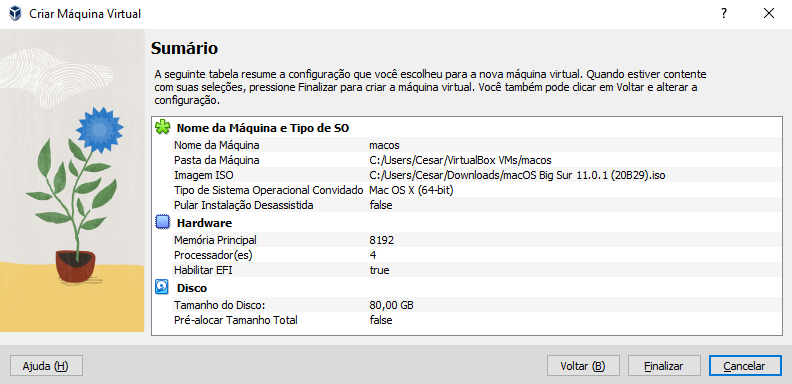 Criar Máquina Virtual
?
Sumário
A seguinte tabela resume a configuração que você escolheu para a nova máquina virtual. Quando estiver contente
com suas seleções, pressione Finalizar para criar a máquina virtual. Você também pode clicar em Voltar e alterar a
configuração.
Nome da Máquina e Tipo de SO
Nome da Máquina macos
Pasta da Máquina C:/Users/Cesar/VirtualBox VMs/macos
Imagem ISO C:/Users/Cesar/Downloads/macOS Big Sur 11.0.1 (20B29).iso
Tipo de Sistema Operacional Convidado Mac OS X (64-bit)
Pular Instalação Desassistida false
Hardware
Memória Principal 8192
Processador(es) 4
Habilitar EFI true
Disco
Tamanho do Disco: 80,00 GB
Pré-alocar Tamanho Total false
Ajuda (H) Voltar (B) Finalizar Cancelar